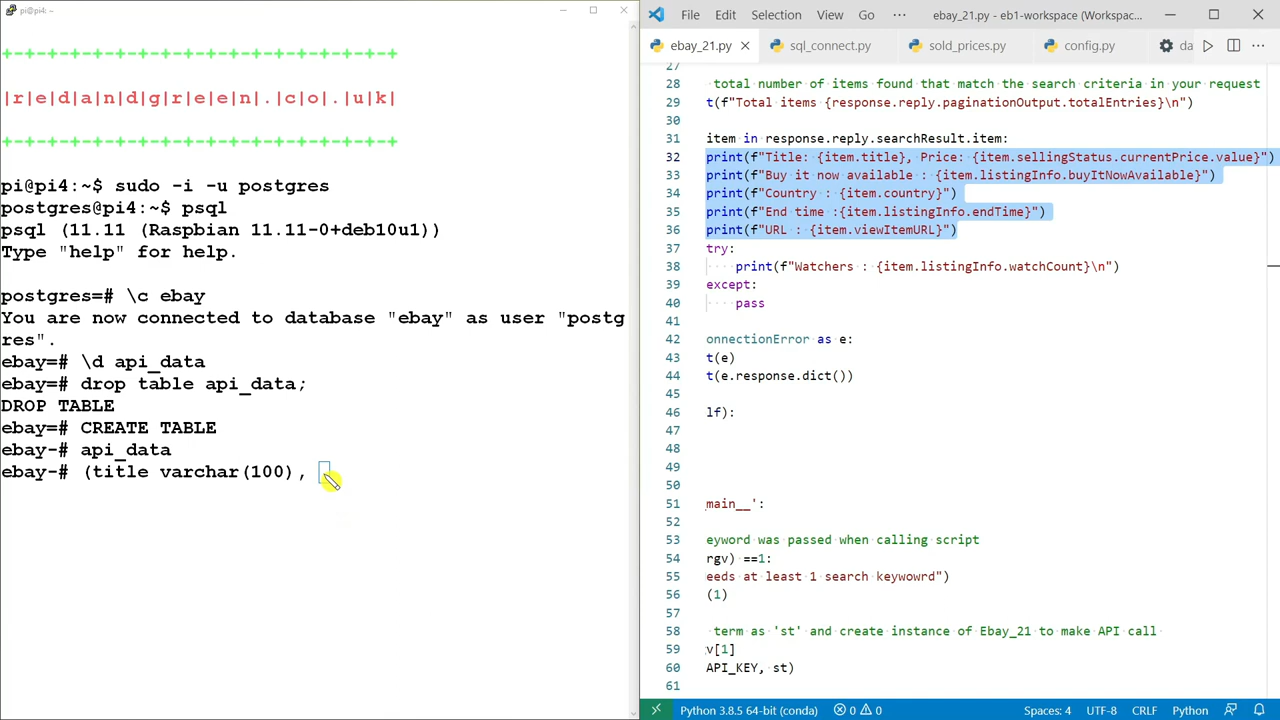 pi@pi4: ~
+-+-+-+-+-+-+-+-+-+-+-+-+-+-+-+-+-+
|r|e|d|a|n|d|g|r|e|e|n|.|c|o|.|u|k|
+-+-+-+-+-+-+-+-+-+-+-+-+-+-+-+-+-+
pi@pi4:~$ sudo -i -u postgres
postgres@pi4:~$ psql
psql (11.11 (Raspbian 11.11-0+deb10u1))
Type "help" for help.
postgres=# \c ebay
You are now connected to database "ebay" as user "postg
res".
ebay=# \d api_data
ebay=# drop table api_data;
DROP TABLE
ebay=# CREATE TABLE
ebay-# api_data
ebay-# (title varchar(100),
File Edit Selection View Go ··· ebay_21.py - eb1-workspace (Workspac...
ebay_21.py sql_connect.py sold_prices.py config.py da ···
27
28 total number of items found that match the search criteria in your request
29 t(f"Total items {response.reply.paginationOutput.totalEntries}\n")
30
31 item in response.reply.searchResult.item:
32 print(f"Title: {item.title}, Price: {item.sellingStatus.currentPrice.value}")
33 print(f"Buy it now available : {item.listingInfo.buyItNowAvailable}")
34 print(f"Country : {item.country}")
35 print(f"End time :{item.listingInfo.endTime}")
36 print(f"URL : {item.viewItemURL}")
37 try:
38 print(f"Watchers : {item.listingInfo.watchCount}\n")
39 except:
40 pass
41
42 onnectionError as e:
43 t(e)
44 t(e.response.dict())
45
46 lf):
47
48
49
50
51 main__':
52
53 eyword was passed when calling script
54 rgv) ==1:
55 eeds at least 1 search keywowrd")
56 (1)
57
58 term as 'st' and create instance of Ebay_21 to make API call
59 v[1]
60 API_KEY, st)
61
Python 3.8.5 64-bit (conda) 0 0 Spaces: 4 UTF-8 CRLF Python